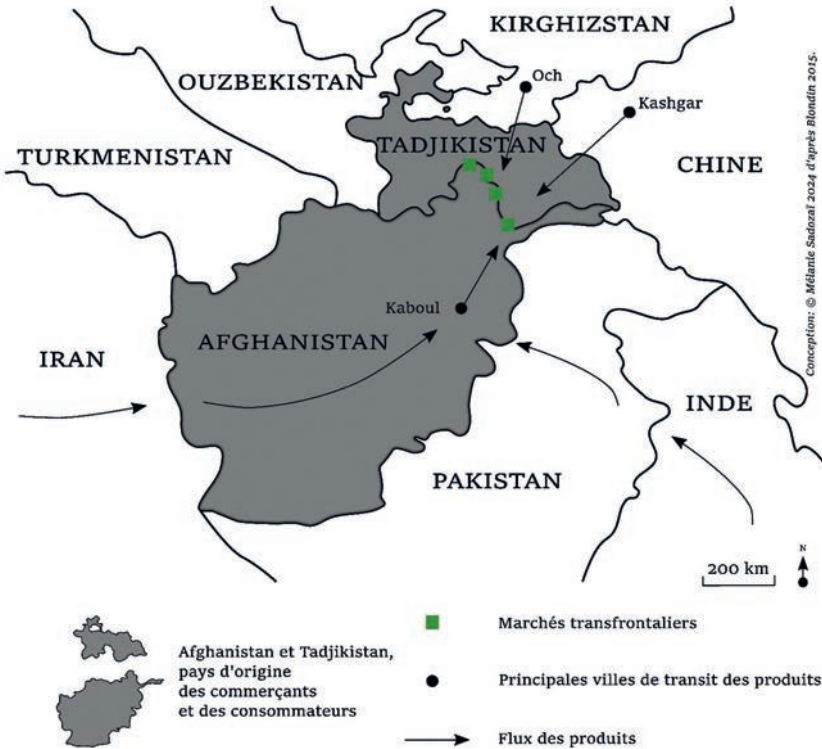 KIRGHIZSTAN
OUZBEKISTAN
Och
Kashgar
TADJIKISTAN
TURKMENISTAN
CHINE
Kaboul
AFGHANISTAN
IRAN
INDE
PAKISTAN
Conception: © Mélanie Sadozaï 2024 d'après Blondin 2015.
N
200 km
Afghanistan et Tadjikistan,
pays d'origine
des commerçants
et des consommateurs
Marchés transfrontaliers
Principales villes de transit des produits
Flux des produits